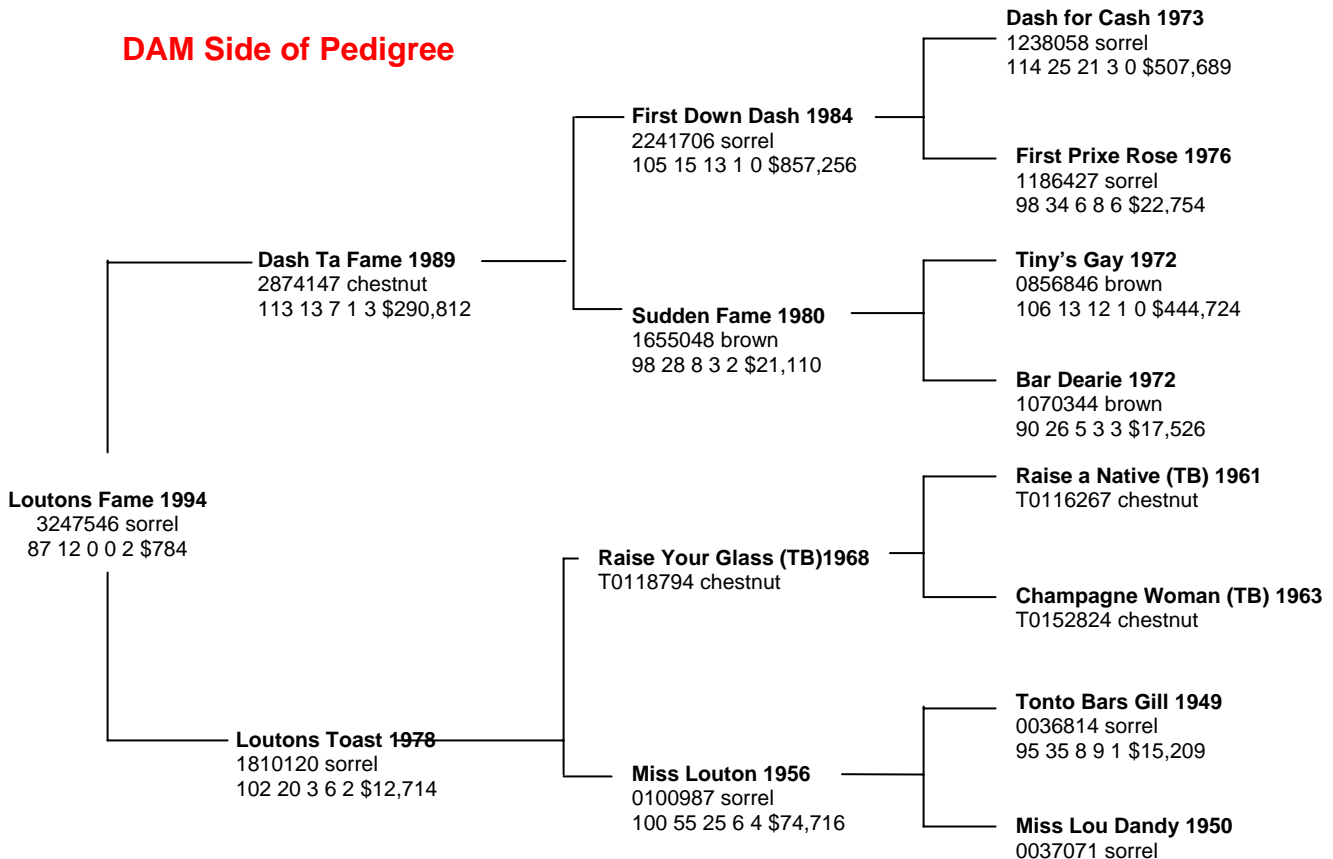 DAM Side of Pedigree
Dash for Cash 1973
1238058 sorrel
114 25 21 3 0 $507,689
First Down Dash 1984
2241706 sorrel
105 15 13 1 0 $857,256
First Prixe Rose 1976
1186427 sorrel
98 34 6 8 6 $22,754
Dash Ta Fame 1989
2874147 chestnut
113 13 7 1 3 $290,812
Tiny's Gay 1972
0856846 brown
106 13 12 1 0 $444,724
Sudden Fame 1980
1655048 brown
98 28 8 3 2 $21,110
Bar Dearie 1972
1070344 brown
90 26 5 3 3 $17,526
Loutons Fame 1994
3247546 sorrel
87 12 0 0 2 $784
Raise a Native (TB) 1961
T0116267 chestnut
Raise Your Glass (TB)1968
T0118794 chestnut
Champagne Woman (TB) 1963
T0152824 chestnut
Loutons Toast 1978
1810120 sorrel
102 20 3 6 2 $12,714
Tonto Bars Gill 1949
0036814 sorrel
95 35 8 9 1 $15,209
Miss Louton 1956
0100987 sorrel
100 55 25 6 4 $74,716
Miss Lou Dandy 1950
0037071 sorrel